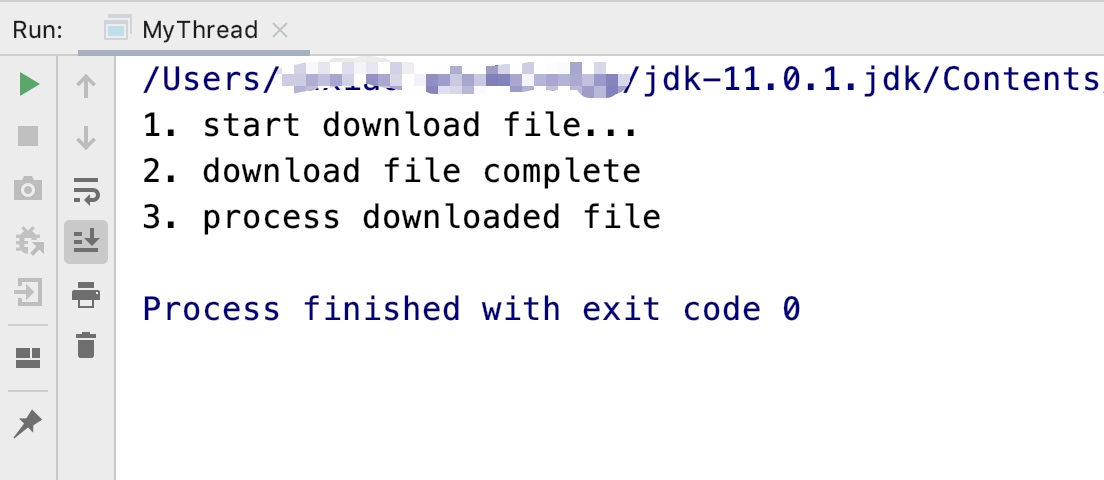 Run: MyThread
/Users/ /jdk-11.0.1.jdk/Contents/
1. start download file...
2. download file complete
3. process downloaded file
Process finished with exit code 0